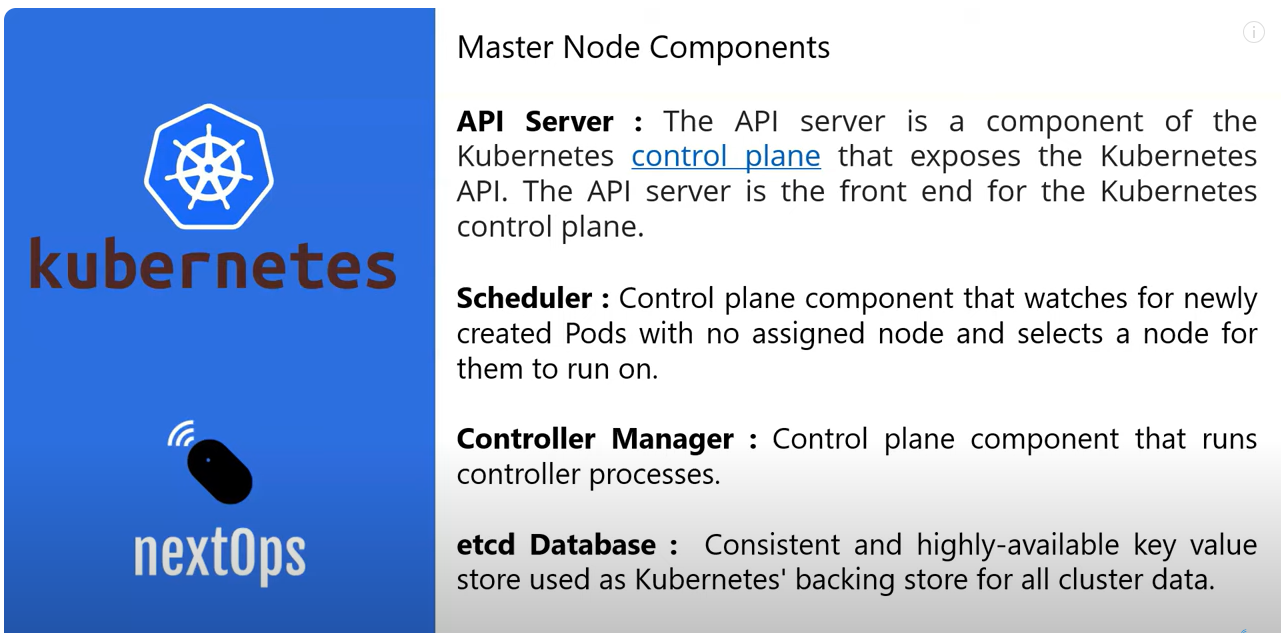 kubernetes
nextOps
Master Node Components
API Server : The API server is a component of the
Kubernetes control plane that exposes the Kubernetes
API. The API server is the front end for the Kubernetes
control plane.
Scheduler : Control plane component that watches for newly
created Pods with no assigned node and selects a node for
them to run on.
Controller Manager : Control plane component that runs
controller processes.
etcd Database : Consistent and highly-available key value
store used as Kubernetes' backing store for all cluster data.